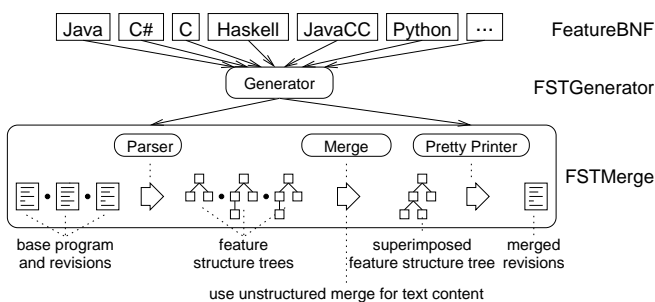 Java C# C Haskell JavaCC Python ... FeatureBNF
Generator
FSTGenerator
Parser Merge Pretty Printer
FSTMerge
base program
and revisions
feature
structure trees
superimposed
feature structure tree
merged
revisions
use unstructured merge for text content